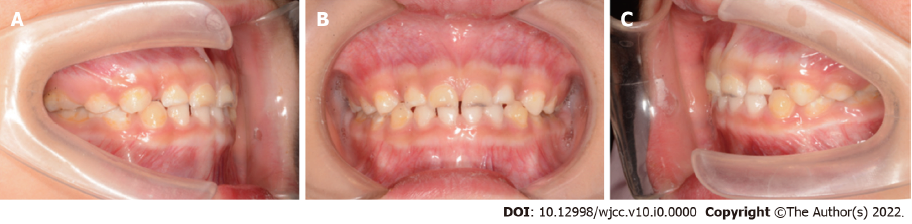 A B C
DOI: 10.12998/wjcc.v10.i0.0000 Copyright ©The Author(s) 2022.